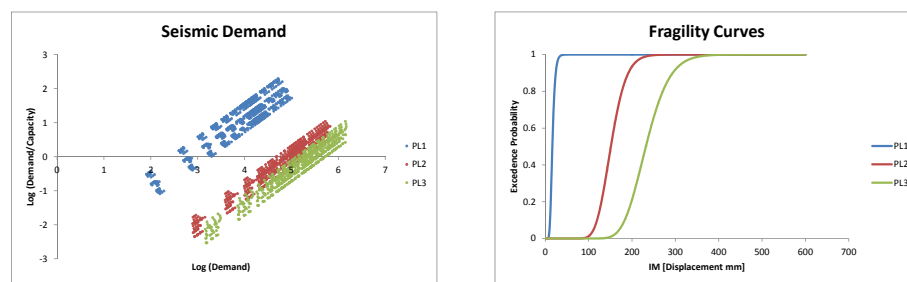 Seismic Demand
3
2
1
0
-1
-2
-3
0 1 2 3 4 5 6 7
Log (Demand/Capacity)
Log (Demand)
PL1
PL2
PL3
Fragility Curves
1
0.8
0.6
0.4
0.2
0
0 100 200 300 400 500 600 700
Exceedence Probability
IM [Displacement mm]
PL1
PL2
PL3